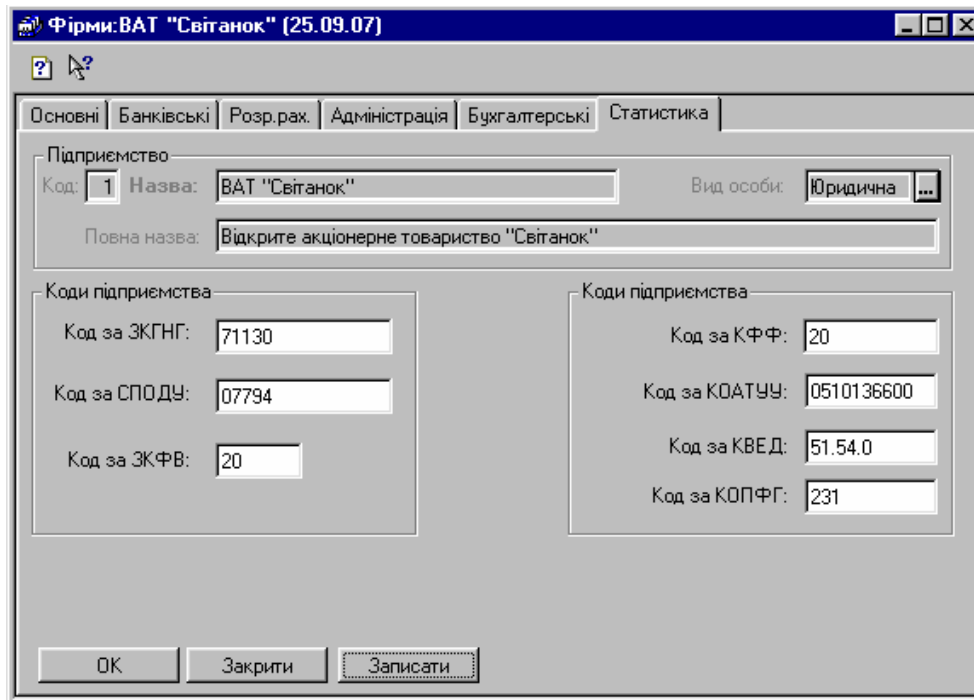 Фірми:ВАТ "Світанок" (25.09.07)
Основні Банківські Розр.рах. Адміністрація Бухгалтерські Статистика
Підприємство
Код: 1 Назва: ВАТ "Світанок" Вид особи: Юридична ...
Повна назва: Відкрите акціонерне товариство "Світанок"
Коди підприємства
Код за ЗКГНГ: 71130
Код за СПОДУ: 07794
Код за ЗКФВ: 20
Коди підприємства
Код за КФФ: 20
Код за КОАТУУ: 0510136600
Код за КВЕД: 51.54.0
Код за КОПФГ: 231
OK Закрити Записати